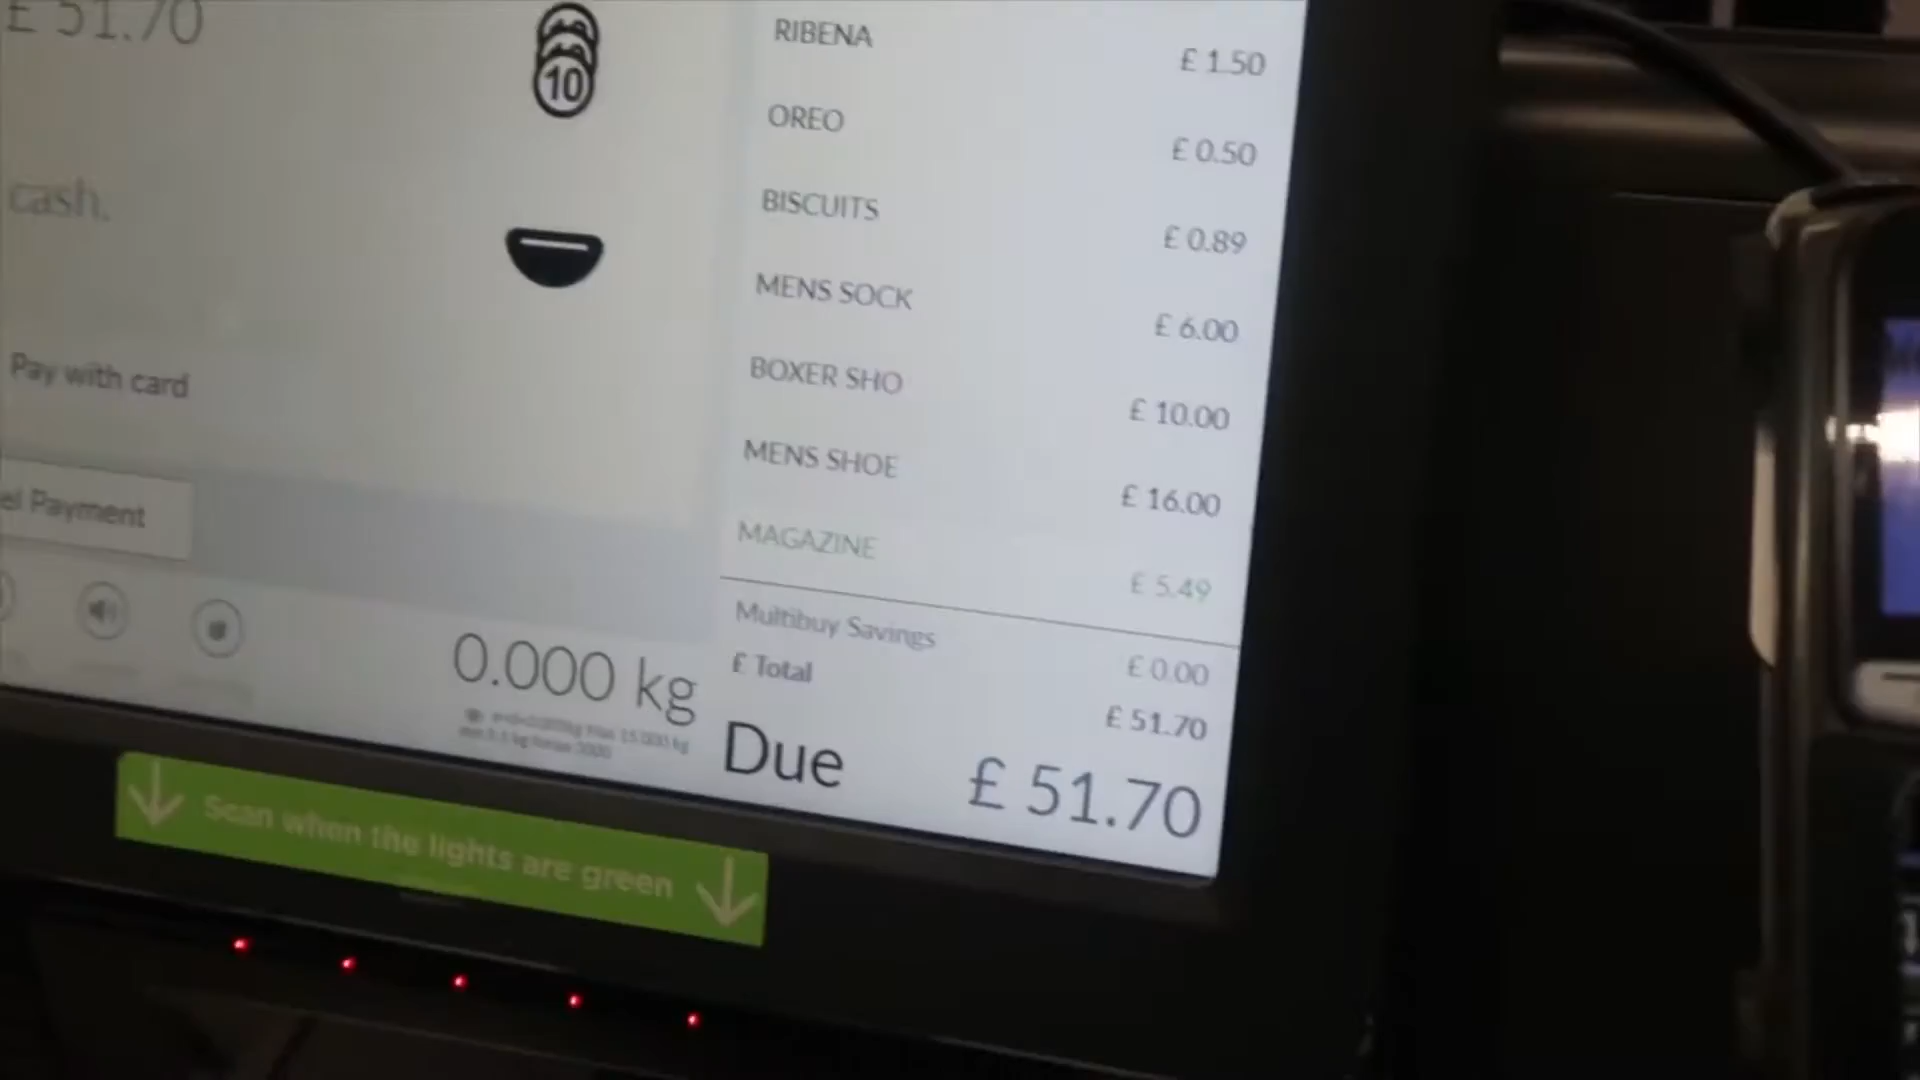 £ 51.70
10
cash.
Pay with card
el Payment
0.000 kg
RIBENA
£ 1.50
OREO
£ 0.50
BISCUITS
£ 0.89
MENS SOCK
£ 6.00
BOXER SHO
£ 10.00
MENS SHOE
£ 16.00
MAGAZINE
£ 5.49
Multibuy Savings
£ 0.00
£ Total
£ 51.70
Due £ 51.70
Scan when the lights are green